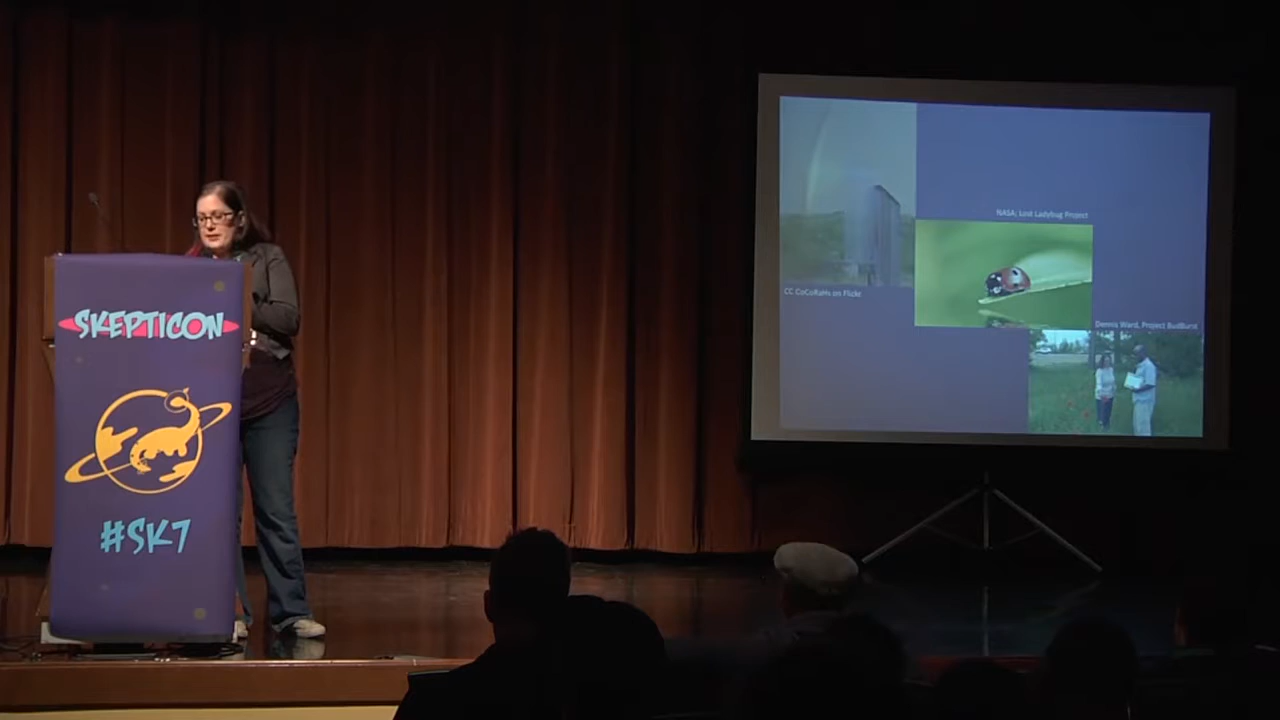 SKEPTICON
#SK7
NASA; Lost Ladybug Project
CC CoCoRaHs on Flickr
Dennis Ward, Project BudBurst